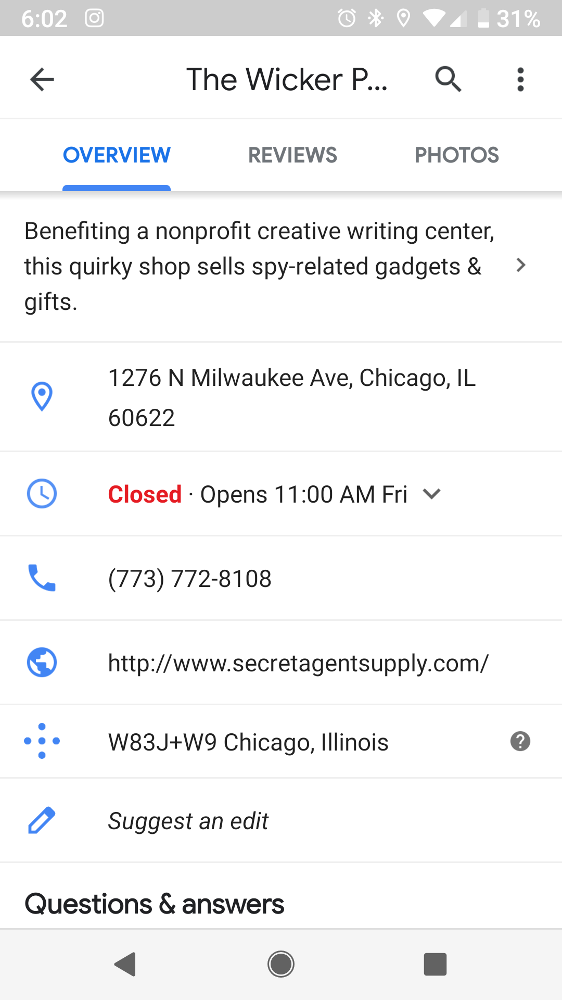 6:02 31%
The Wicker P...
OVERVIEW REVIEWS PHOTOS
Benefiting a nonprofit creative writing center,
this quirky shop sells spy-related gadgets &
gifts.
1276 N Milwaukee Ave, Chicago, IL
60622
Closed · Opens 11:00 AM Fri
(773) 772-8108
http://www.secretagentsupply.com/
W83J+W9 Chicago, Illinois ?
Suggest an edit
Questions & answers